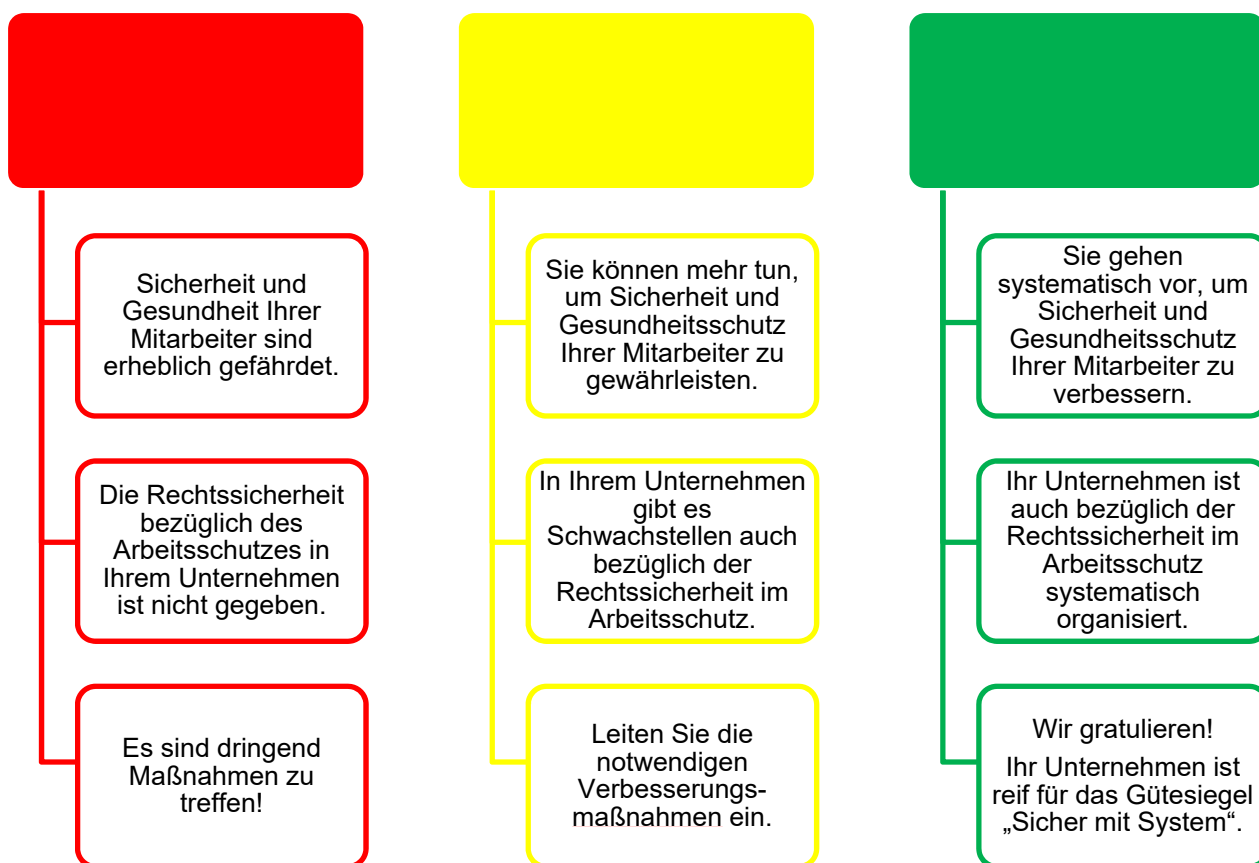 Sicherheit und
Gesundheit Ihrer
Mitarbeiter sind
erheblich gefährdet.
Die Rechtssicherheit
bezüglich des
Arbeitsschutzes in
Ihrem Unternehmen
ist nicht gegeben.
Es sind dringend
Maßnahmen zu
treffen!
Sie können mehr tun,
um Sicherheit und
Gesundheitsschutz
Ihrer Mitarbeiter zu
gewährleisten.
In Ihrem Unternehmen
gibt es
Schwachstellen auch
bezüglich der
Rechtssicherheit im
Arbeitsschutz.
Leiten Sie die
notwendigen
Verbesserungs-
maßnahmen ein.
Sie gehen
systematisch vor, um
Sicherheit und
Gesundheitsschutz
Ihrer Mitarbeiter zu
verbessern.
Ihr Unternehmen ist
auch bezüglich der
Rechtssicherheit im
Arbeitsschutz
systematisch
organisiert.
Wir gratulieren!
Ihr Unternehmen ist
reif für das Gütesiegel
„Sicher mit System“.